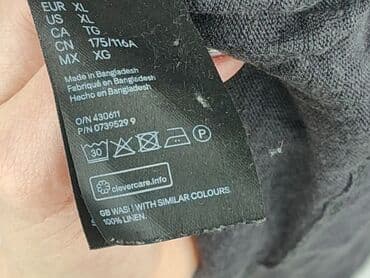 EUR XL
US XL
CA TG
CN 175/116A
MX XG
Made in Bangladesh
Fabriqué en Bangladesh
Hecho en Bangladesh
O/N 430611
P/N 0739529 9
30 P
clevercare.info
GB WASH WITH SIMILAR COLOURS.
100% LINEN.